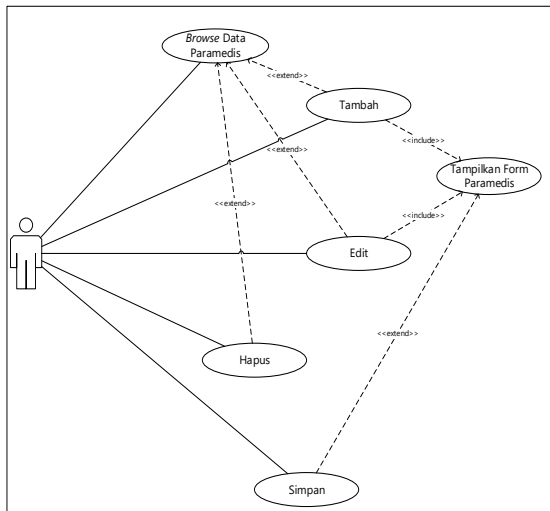 Browse Data
Paramedis
<<extend>>
Tambah
<<include>>
<<extend>>
Tampilkan Form
Paramedis
<<extend>>
<<include>>
Edit
<<extend>>
Hapus
Simpan